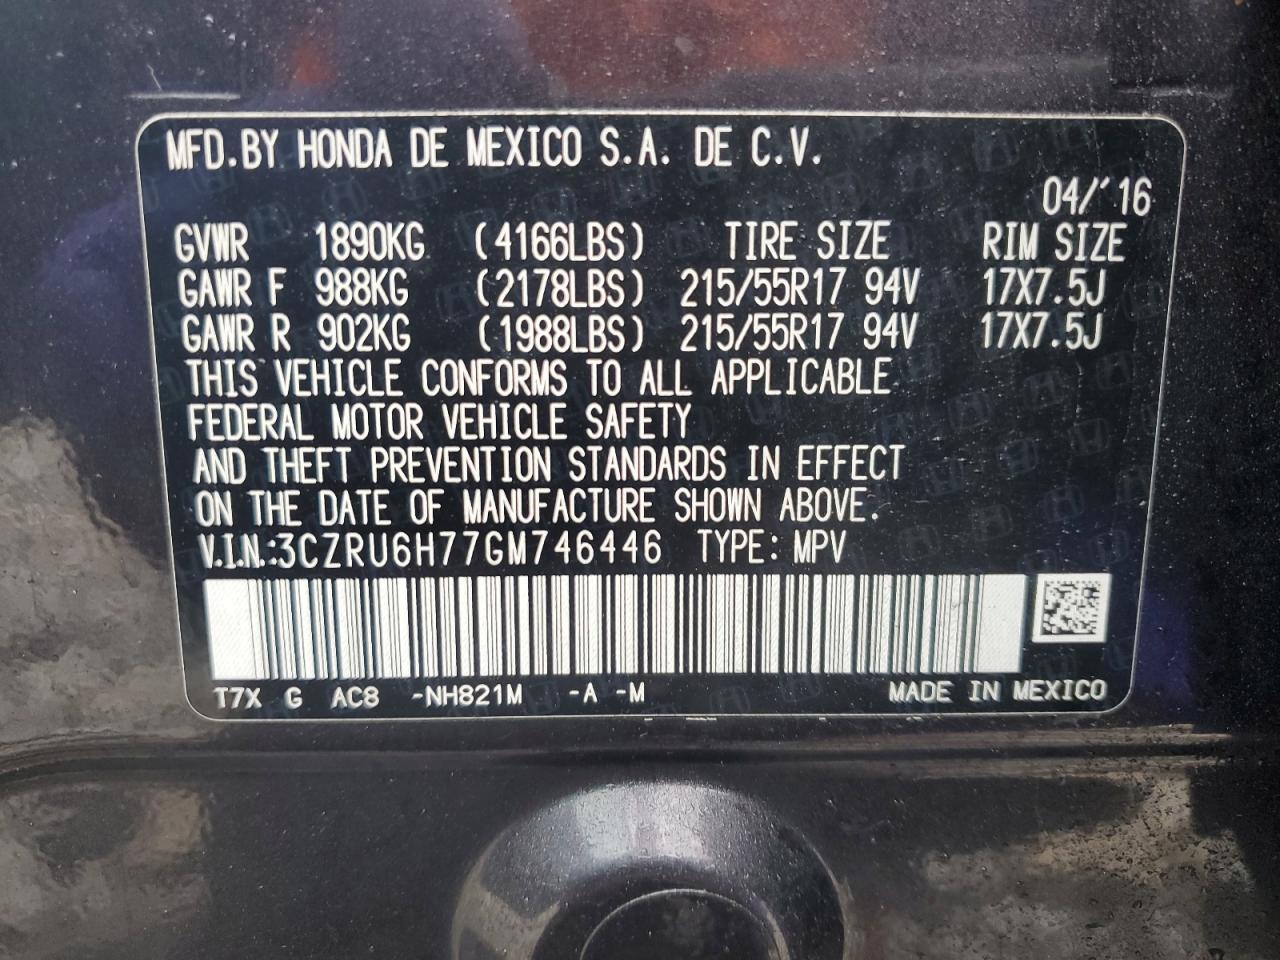 MFD.BY HONDA DE MEXICO S.A. DE C.V.
04/'16
GVWR 1890KG (4166LBS) TIRE SIZE RIM SIZE
GAWR F 988KG (2178LBS) 215/55R17 94V 17X7.5J
GAWR R 902KG (1988LBS) 215/55R17 94V 17X7.5J
THIS VEHICLE CONFORMS TO ALL APPLICABLE
FEDERAL MOTOR VEHICLE SAFETY
AND THEFT PREVENTION STANDARDS IN EFFECT
ON THE DATE OF MANUFACTURE SHOWN ABOVE.
V.I.N.:3CZRU6H77GM746446 TYPE: MPV
T7X G AC8 -NH821M -A -M MADE IN MEXICO